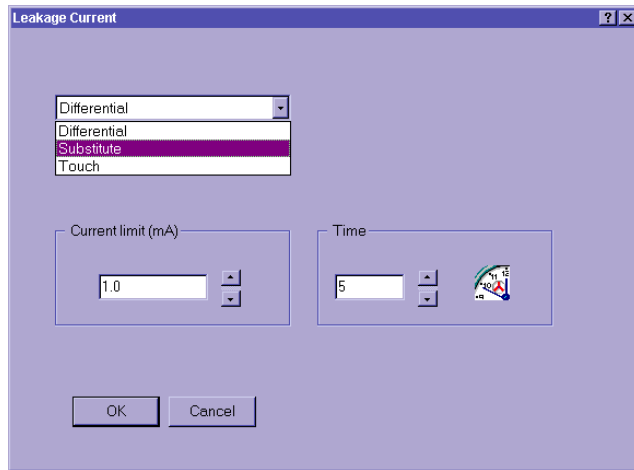 Leakage Current
Differential
Differential
Substitute
Touch
Current limit (mA)
Time
1.0
5
OK
Cancel